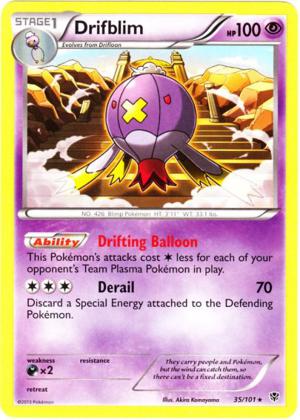 STAGE1 Drifblim HP100
Evolves from Drifloon
NO. 426 Blimp Pokémon HT. 3'11" WT. 33.1 lbs.
Ability Drifting Balloon
This Pokémon's attacks cost less for each of your
opponent's Team Plasma Pokémon in play.
Derail 70
Discard a Special Energy attached to the Defending
Pokémon.
weakness resistance
×2
retreat
They carry people and Pokémon,
but the wind can catch them, so
there can't be a fixed destination.
©2013 Pokémon
Illus. Akira Komayama
35/101 ★